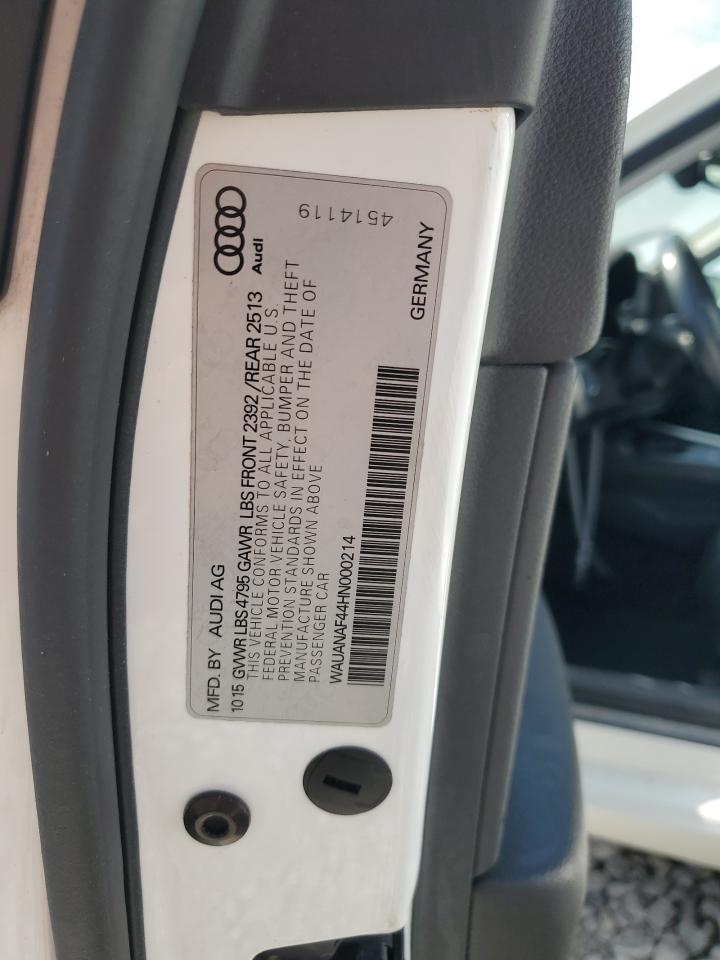 MFD. BY AUDI AG
Audi
10 15 GVWR LBS 4795 GAWR LBS FRONT 2392 /REAR 2513
THIS VEHICLE CONFORMS TO ALL APPLICABLE U.S.
FEDERAL MOTOR VEHICLE SAFETY, BUMPER AND THEFT
PREVENTION STANDARDS IN EFFECT ON THE DATE OF
MANUFACTURE SHOWN ABOVE
PASSENGER CAR
4514119
WAUANAF44HN000214
GERMANY